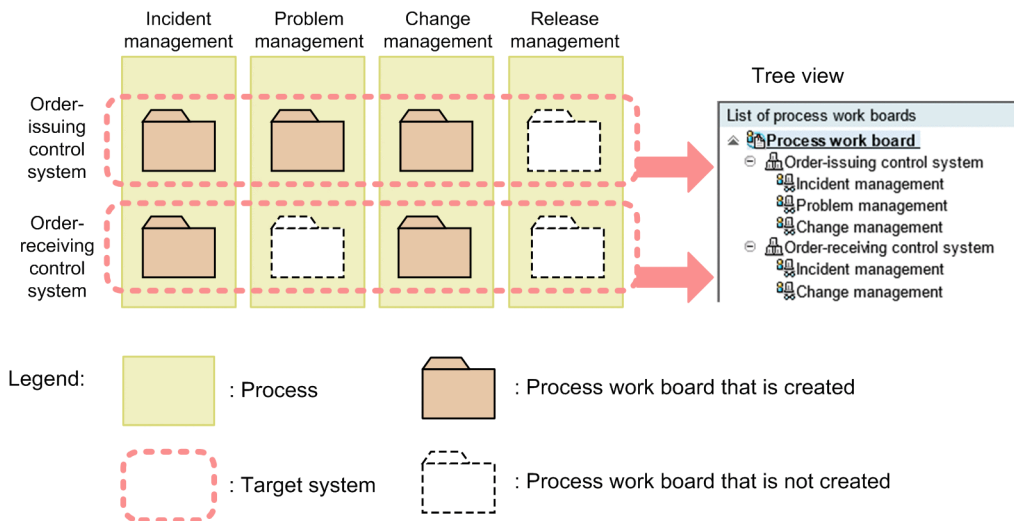 Incident
management
Problem
management
Change
management
Release
management
Order-
issuing
control
system
Order-
receiving
control
system
Tree view
List of process work boards
Process work board
Order-issuing control system
Incident management
Problem management
Change management
Order-receiving control system
Incident management
Change management
Legend:
: Process
: Process work board that is created
: Target system
: Process work board that is not created